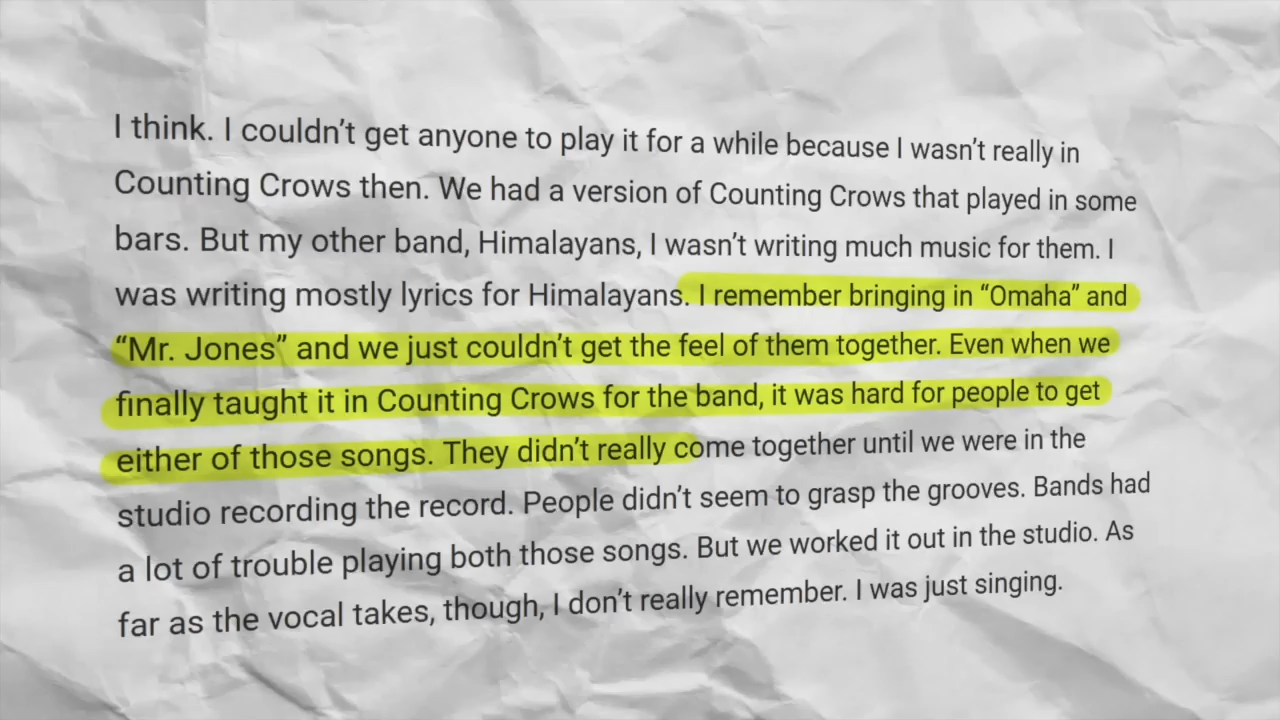 I think. I couldn’t get anyone to play it for a while because I wasn’t really in
Counting Crows then. We had a version of Counting Crows that played in some
bars. But my other band, Himalayans, I wasn’t writing much music for them. I
was writing mostly lyrics for Himalayans. I remember bringing in “Omaha” and
“Mr. Jones” and we just couldn’t get the feel of them together. Even when we
finally taught it in Counting Crows for the band, it was hard for people to get
either of those songs. They didn’t really come together until we were in the
studio recording the record. People didn’t seem to grasp the grooves. Bands had
a lot of trouble playing both those songs. But we worked it out in the studio. As
far as the vocal takes, though, I don’t really remember. I was just singing.